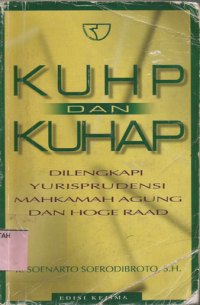 KUHP
DAN
KUHAP
DILENGKAPI
YURISPRUDENSI
MAHKAMAH AGUNG
DAN HOGE RAAD
SOENARTO SOERODIBROTO, S.H.
EDISI KELIMA